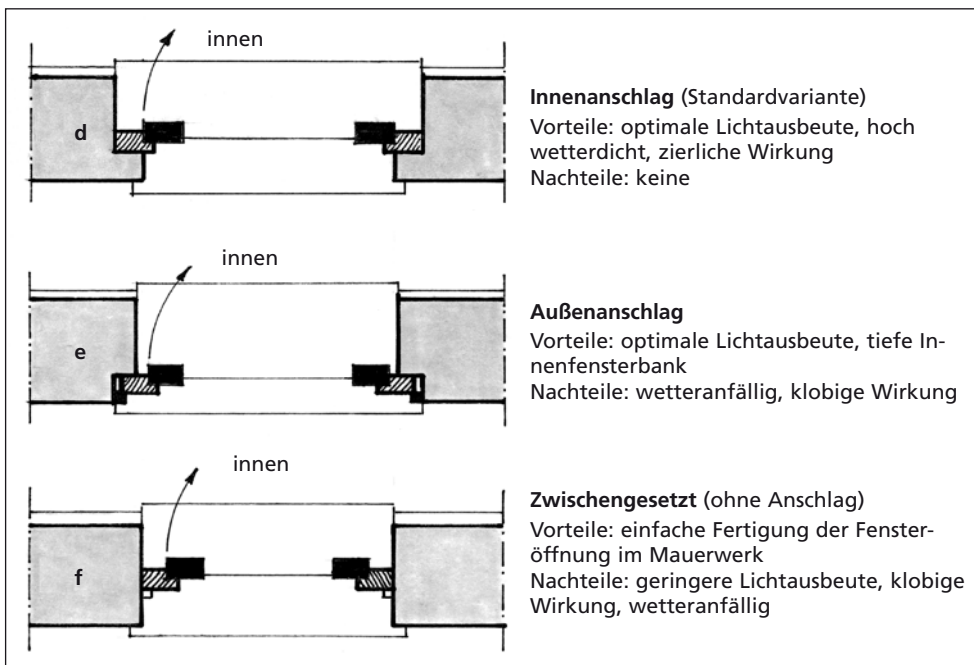 innen
d
Innenanschlag (Standardvariante)
Vorteile: optimale Lichtausbeute, hoch
wetterdicht, zierliche Wirkung
Nachteile: keine
innen
e
Außenanschlag
Vorteile: optimale Lichtausbeute, tiefe In-
nenfensterbank
Nachteile: wetteranfällig, klobige Wirkung
innen
f
Zwischengesetzt (ohne Anschlag)
Vorteile: einfache Fertigung der Fenster-
öffnung im Mauerwerk
Nachteile: geringere Lichtausbeute, klobige
Wirkung, wetteranfällig